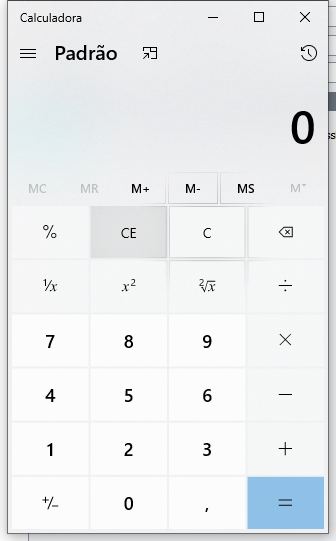 Calculadora
Padrão
0
MC MR M+ M- MS M˅
% CE C
¹/x x² ²√x ÷
7 8 9 ×
4 5 6 −
1 2 3 +
+/− 0 , =